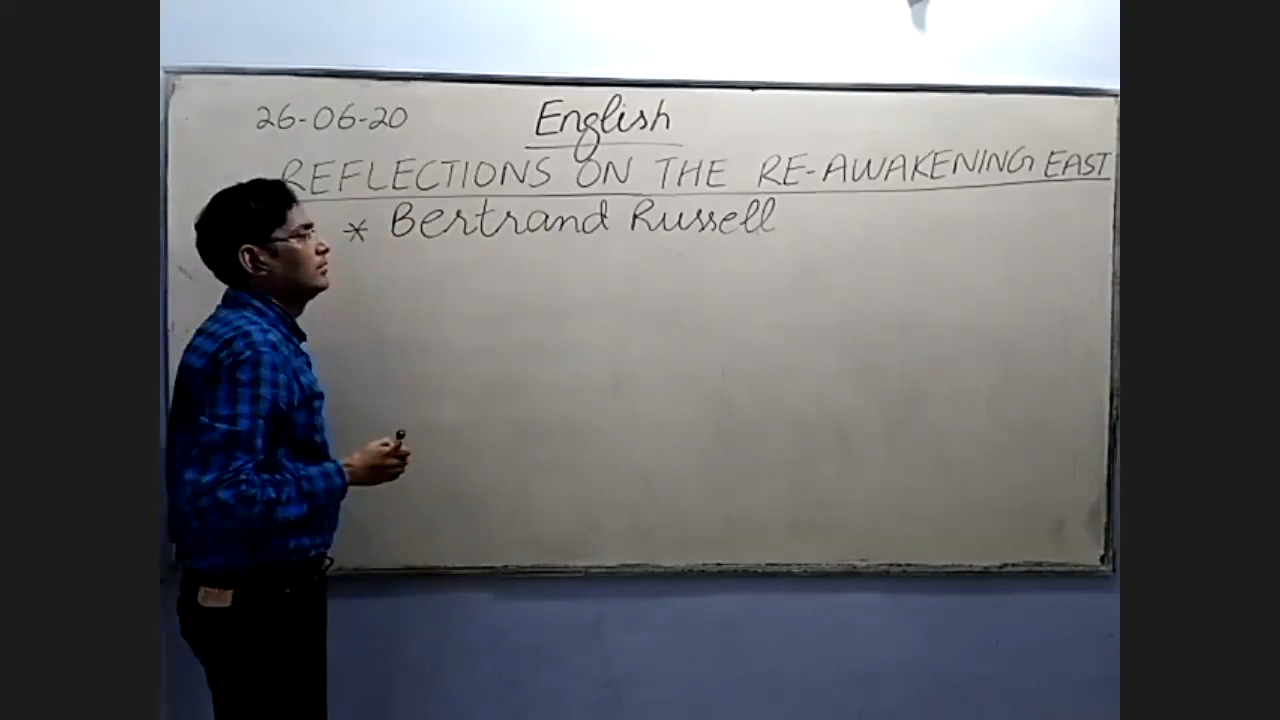 26-06-20 English
REFLECTIONS ON THE RE-AWAKENING EAST
* Bertrand Russell